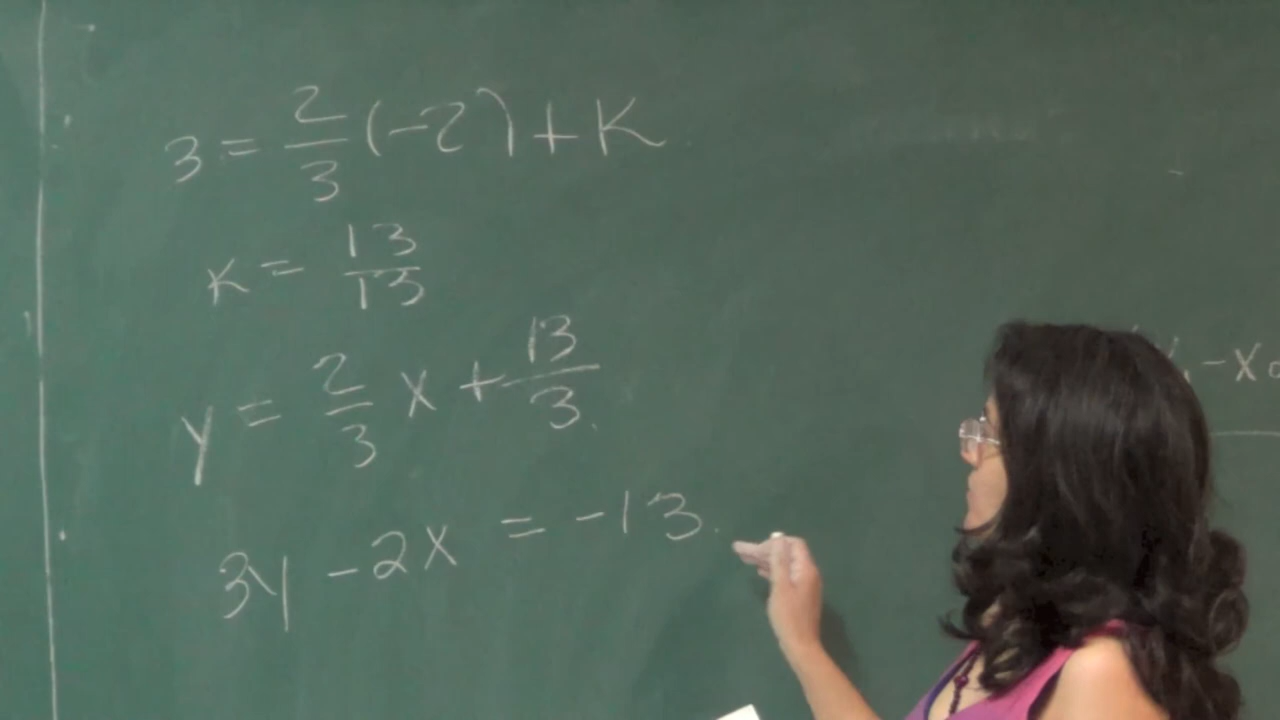 3 = 2/3 (-2) + K
K = 13/13
y = 2/3 x + 13/3.
3y - 2x = -13.
-x